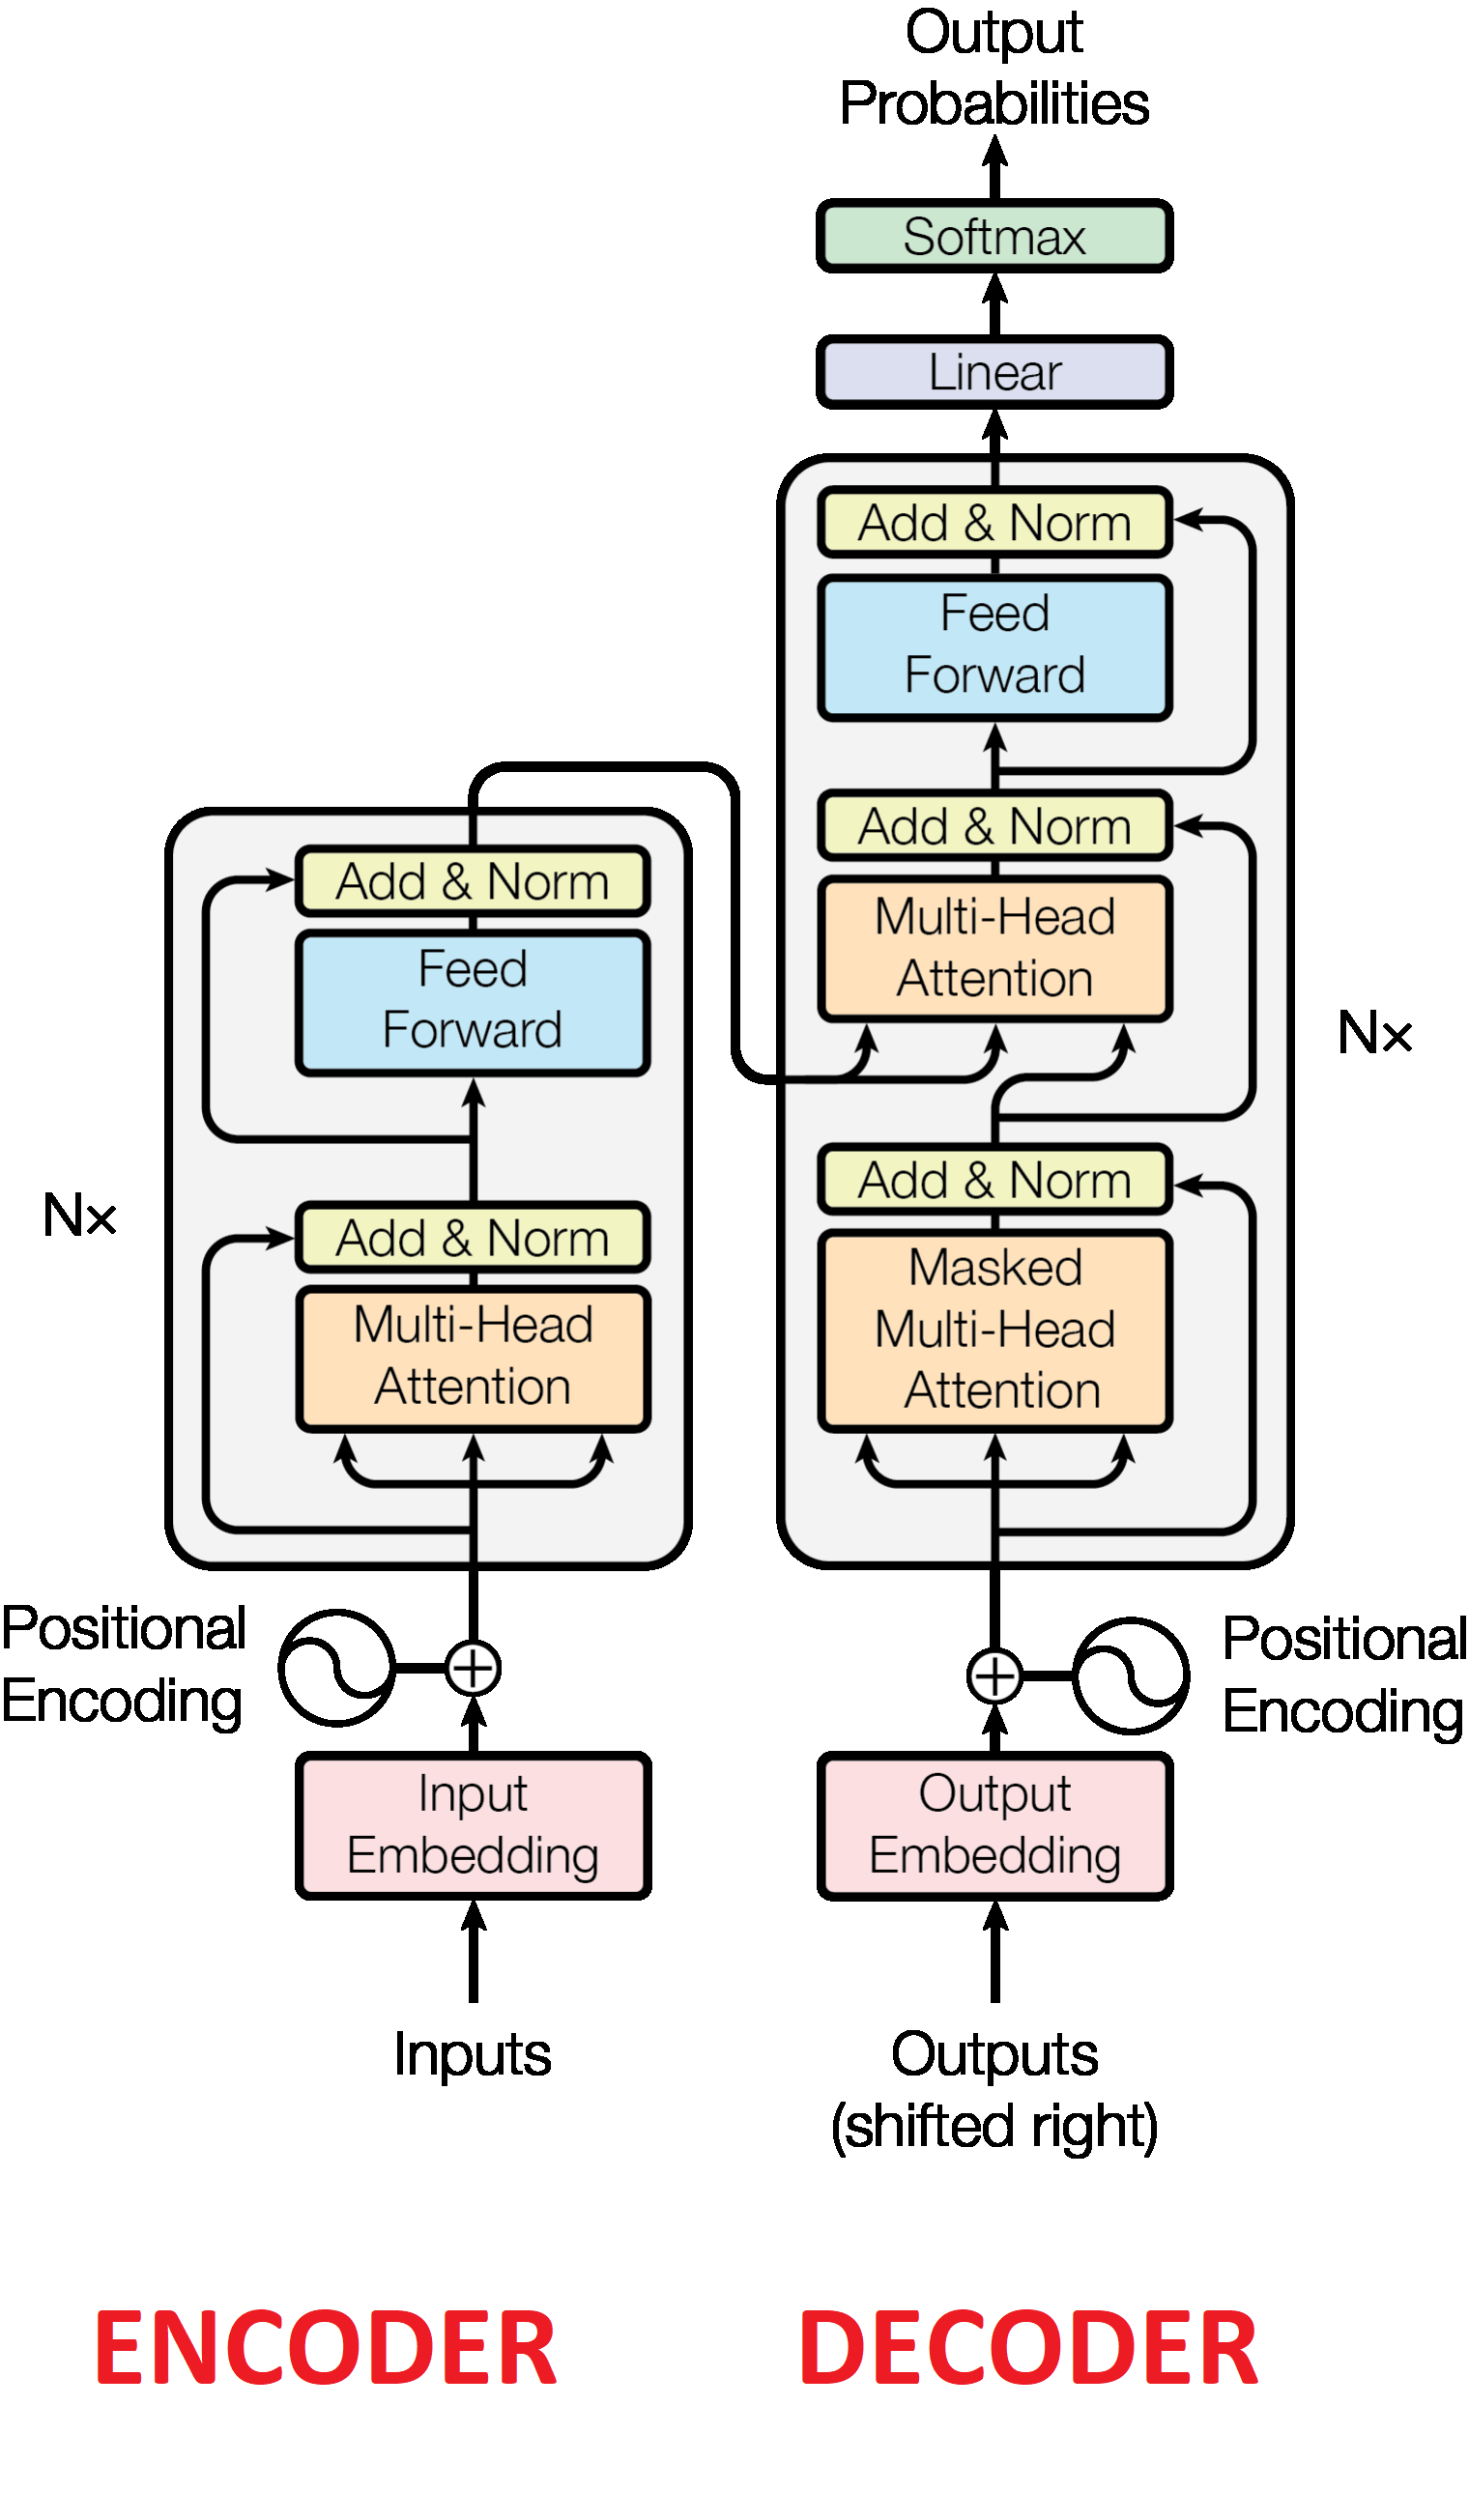 Output
Probabilities
Softmax
Linear
Add & Norm
Feed
Forward
Add & Norm
Multi-Head
Attention
Add & Norm
Masked
Multi-Head
Attention
Nx
Positional
Encoding
Output
Embedding
Outputs
(shifted right)
Add & Norm
Feed
Forward
Add & Norm
Multi-Head
Attention
Nx
Positional
Encoding
Input
Embedding
Inputs
ENCODER
DECODER